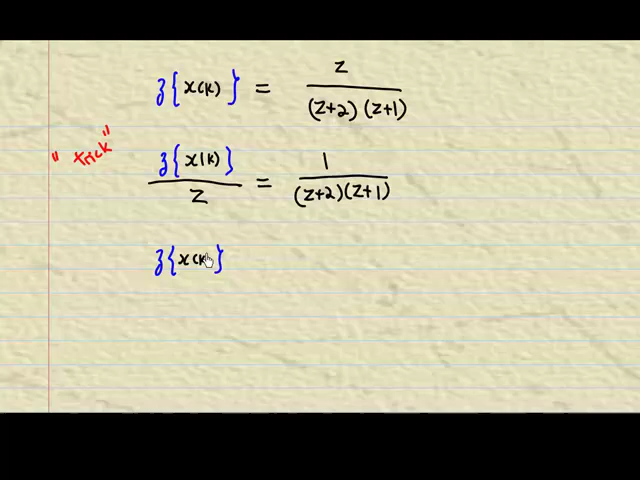 𝓏{x(k)} = z / (z+2)(z+1)
"trick" 𝓏{x(k)} / z = 1 / (z+2)(z+1)
𝓏{x(k)}